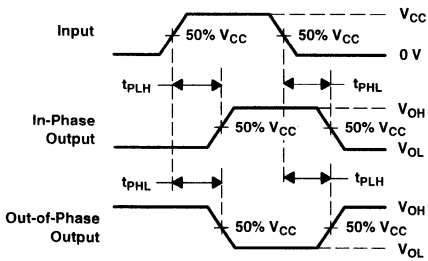 VCC
Input
50% VCC
50% VCC
0 V
tPLH
tPHL
VOH
In-Phase
Output
50% VCC
50% VCC
VOL
tPHL
tPLH
VOH
Out-of-Phase
Output
50% VCC
50% VCC
VOL